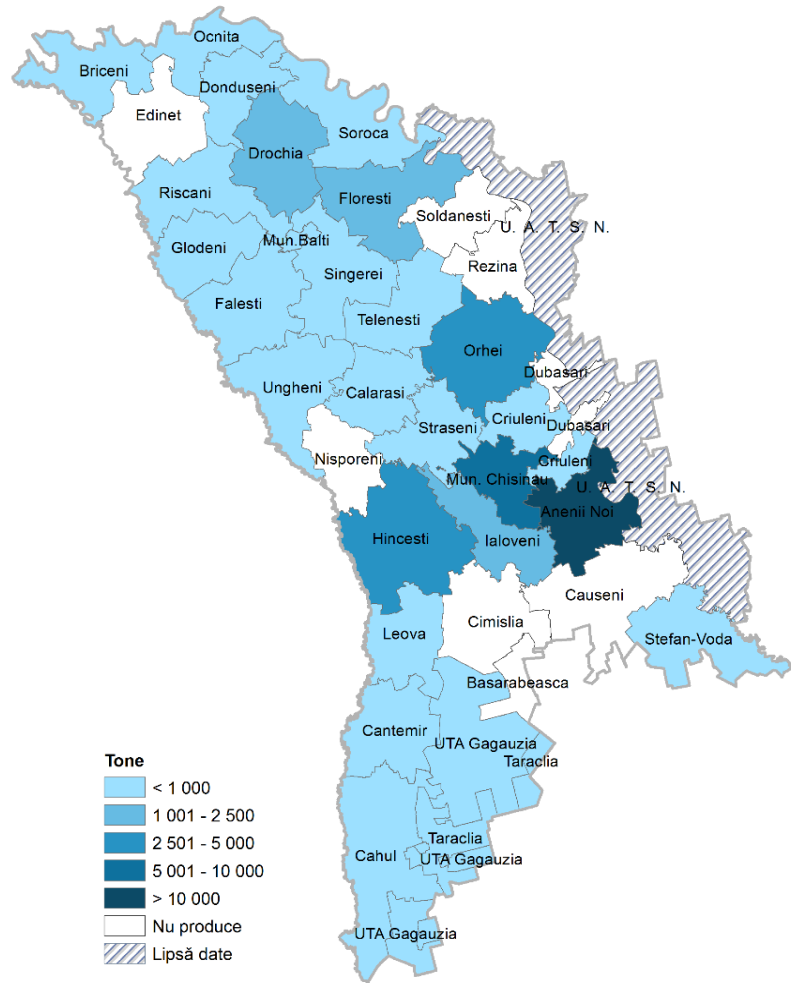 Ocnita
Briceni
Donduseni
Edinet
Soroca
Drochia
Riscani
Floresti
Soldanesti
U. A. T. S. N.
Mun.Balti
Glodeni
Rezina
Singerei
Falesti
Telenesti
Orhei
Dubasari
Ungheni
Calarasi
Criuleni
Dubasari
Straseni
Nisporeni
Criuleni
Mun. Chisinau
U. A. T. S. N.
Anenii Noi
Hincesti
Ialoveni
Causeni
Cimislia
Leova
Stefan-Voda
Basarabeasca
Cantemir
UTA Gagauzia
Taraclia
Taraclia
Cahul
UTA Gagauzia
UTA Gagauzia
Tone
< 1 000
1 001 - 2 500
2 501 - 5 000
5 001 - 10 000
> 10 000
Nu produce
Lipsă date